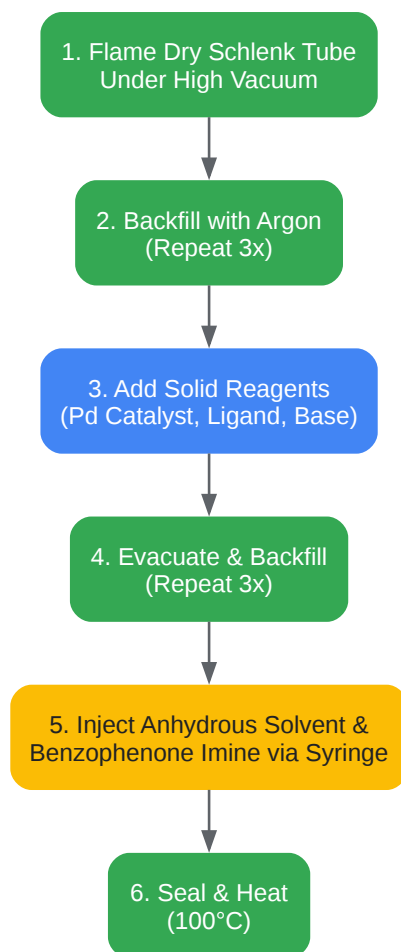 1. Flame Dry Schlenk Tube
Under High Vacuum
2. Backfill with Argon
(Repeat 3x)
3. Add Solid Reagents
(Pd Catalyst, Ligand, Base)
4. Evacuate & Backfill
(Repeat 3x)
5. Inject Anhydrous Solvent &
Benzophenone Imine via Syringe
6. Seal & Heat
(100°C)